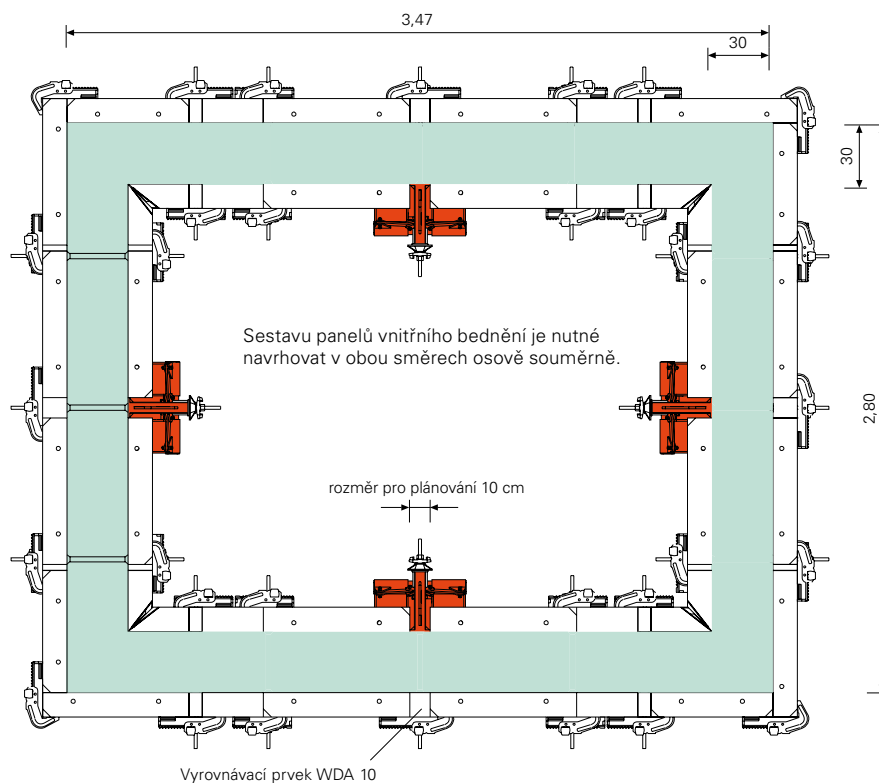 3,47
30
30
Sestavu panelů vnitřního bednění je nutné
navrhovat v obou směrech osově souměrně.
2,80
rozměr pro plánování 10 cm
Vyrovnávací prvek WDA 10